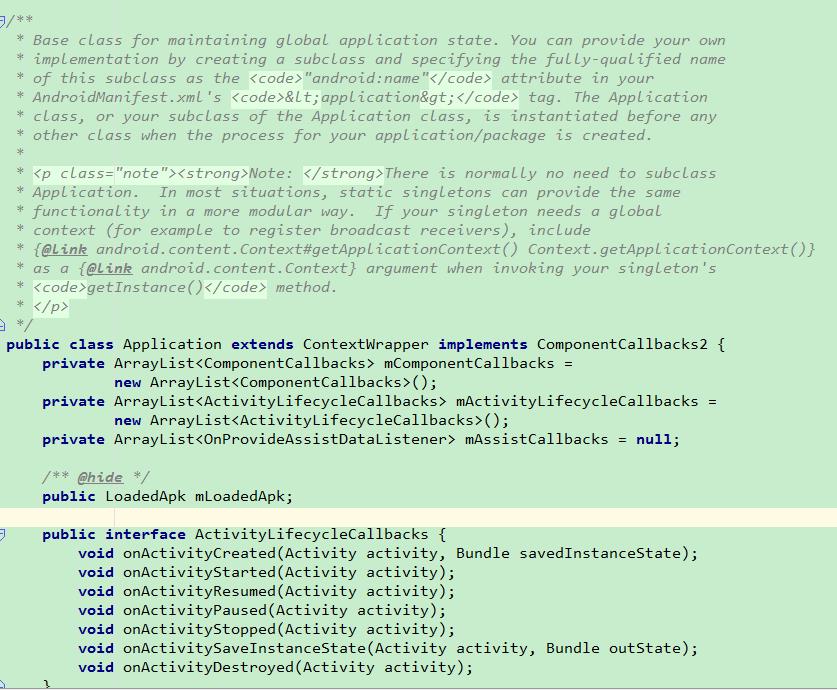 /**
 * Base class for maintaining global application state. You can provide your own
 * implementation by creating a subclass and specifying the fully-qualified name
 * of this subclass as the <code>"android:name"</code> attribute in your
 * AndroidManifest.xml's <code>&lt;application&gt;</code> tag. The Application
 * class, or your subclass of the Application class, is instantiated before any
 * other class when the process for your application/package is created.
 *
 * <p class="note"><strong>Note: </strong>There is normally no need to subclass
 * Application.  In most situations, static singletons can provide the same
 * functionality in a more modular way.  If your singleton needs a global
 * context (for example to register broadcast receivers), include
 * {@link android.content.Context#getApplicationContext() Context.getApplicationContext()}
 * as a {@link android.content.Context} argument when invoking your singleton's
 * <code>getInstance()</code> method.
 * </p>
 */
public class Application extends ContextWrapper implements ComponentCallbacks2 {
    private ArrayList<ComponentCallbacks> mComponentCallbacks =
            new ArrayList<ComponentCallbacks>();
    private ArrayList<ActivityLifecycleCallbacks> mActivityLifecycleCallbacks =
            new ArrayList<ActivityLifecycleCallbacks>();
    private ArrayList<OnProvideAssistDataListener> mAssistCallbacks = null;

    /** @hide */
    public LoadedApk mLoadedApk;

    public interface ActivityLifecycleCallbacks {
        void onActivityCreated(Activity activity, Bundle savedInstanceState);
        void onActivityStarted(Activity activity);
        void onActivityResumed(Activity activity);
        void onActivityPaused(Activity activity);
        void onActivityStopped(Activity activity);
        void onActivitySaveInstanceState(Activity activity, Bundle outState);
        void onActivityDestroyed(Activity activity);
    }